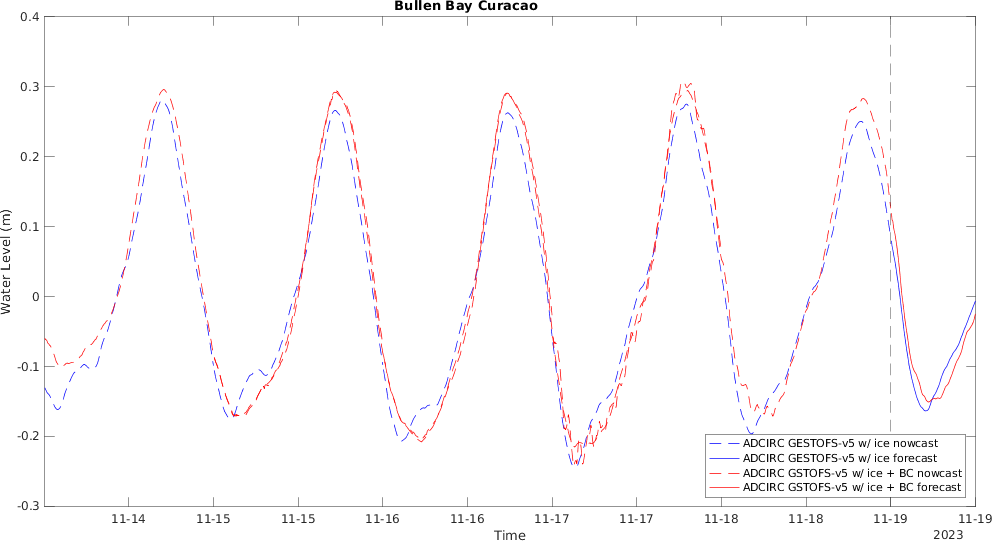 Bullen Bay Curacao
0.4
0.3
0.2
0.1
0
-0.1
-0.2
-0.3
Water Level (m)
ADCIRC GESTOFS-v5 w/ ice nowcast
ADCIRC GESTOFS-v5 w/ ice forecast
ADCIRC GSTOFS-v5 w/ ice + BC nowcast
ADCIRC GSTOFS-v5 w/ ice + BC forecast
11-14 11-15 11-15 11-16 11-16 11-17 11-17 11-18 11-18 11-19 11-19
Time
2023